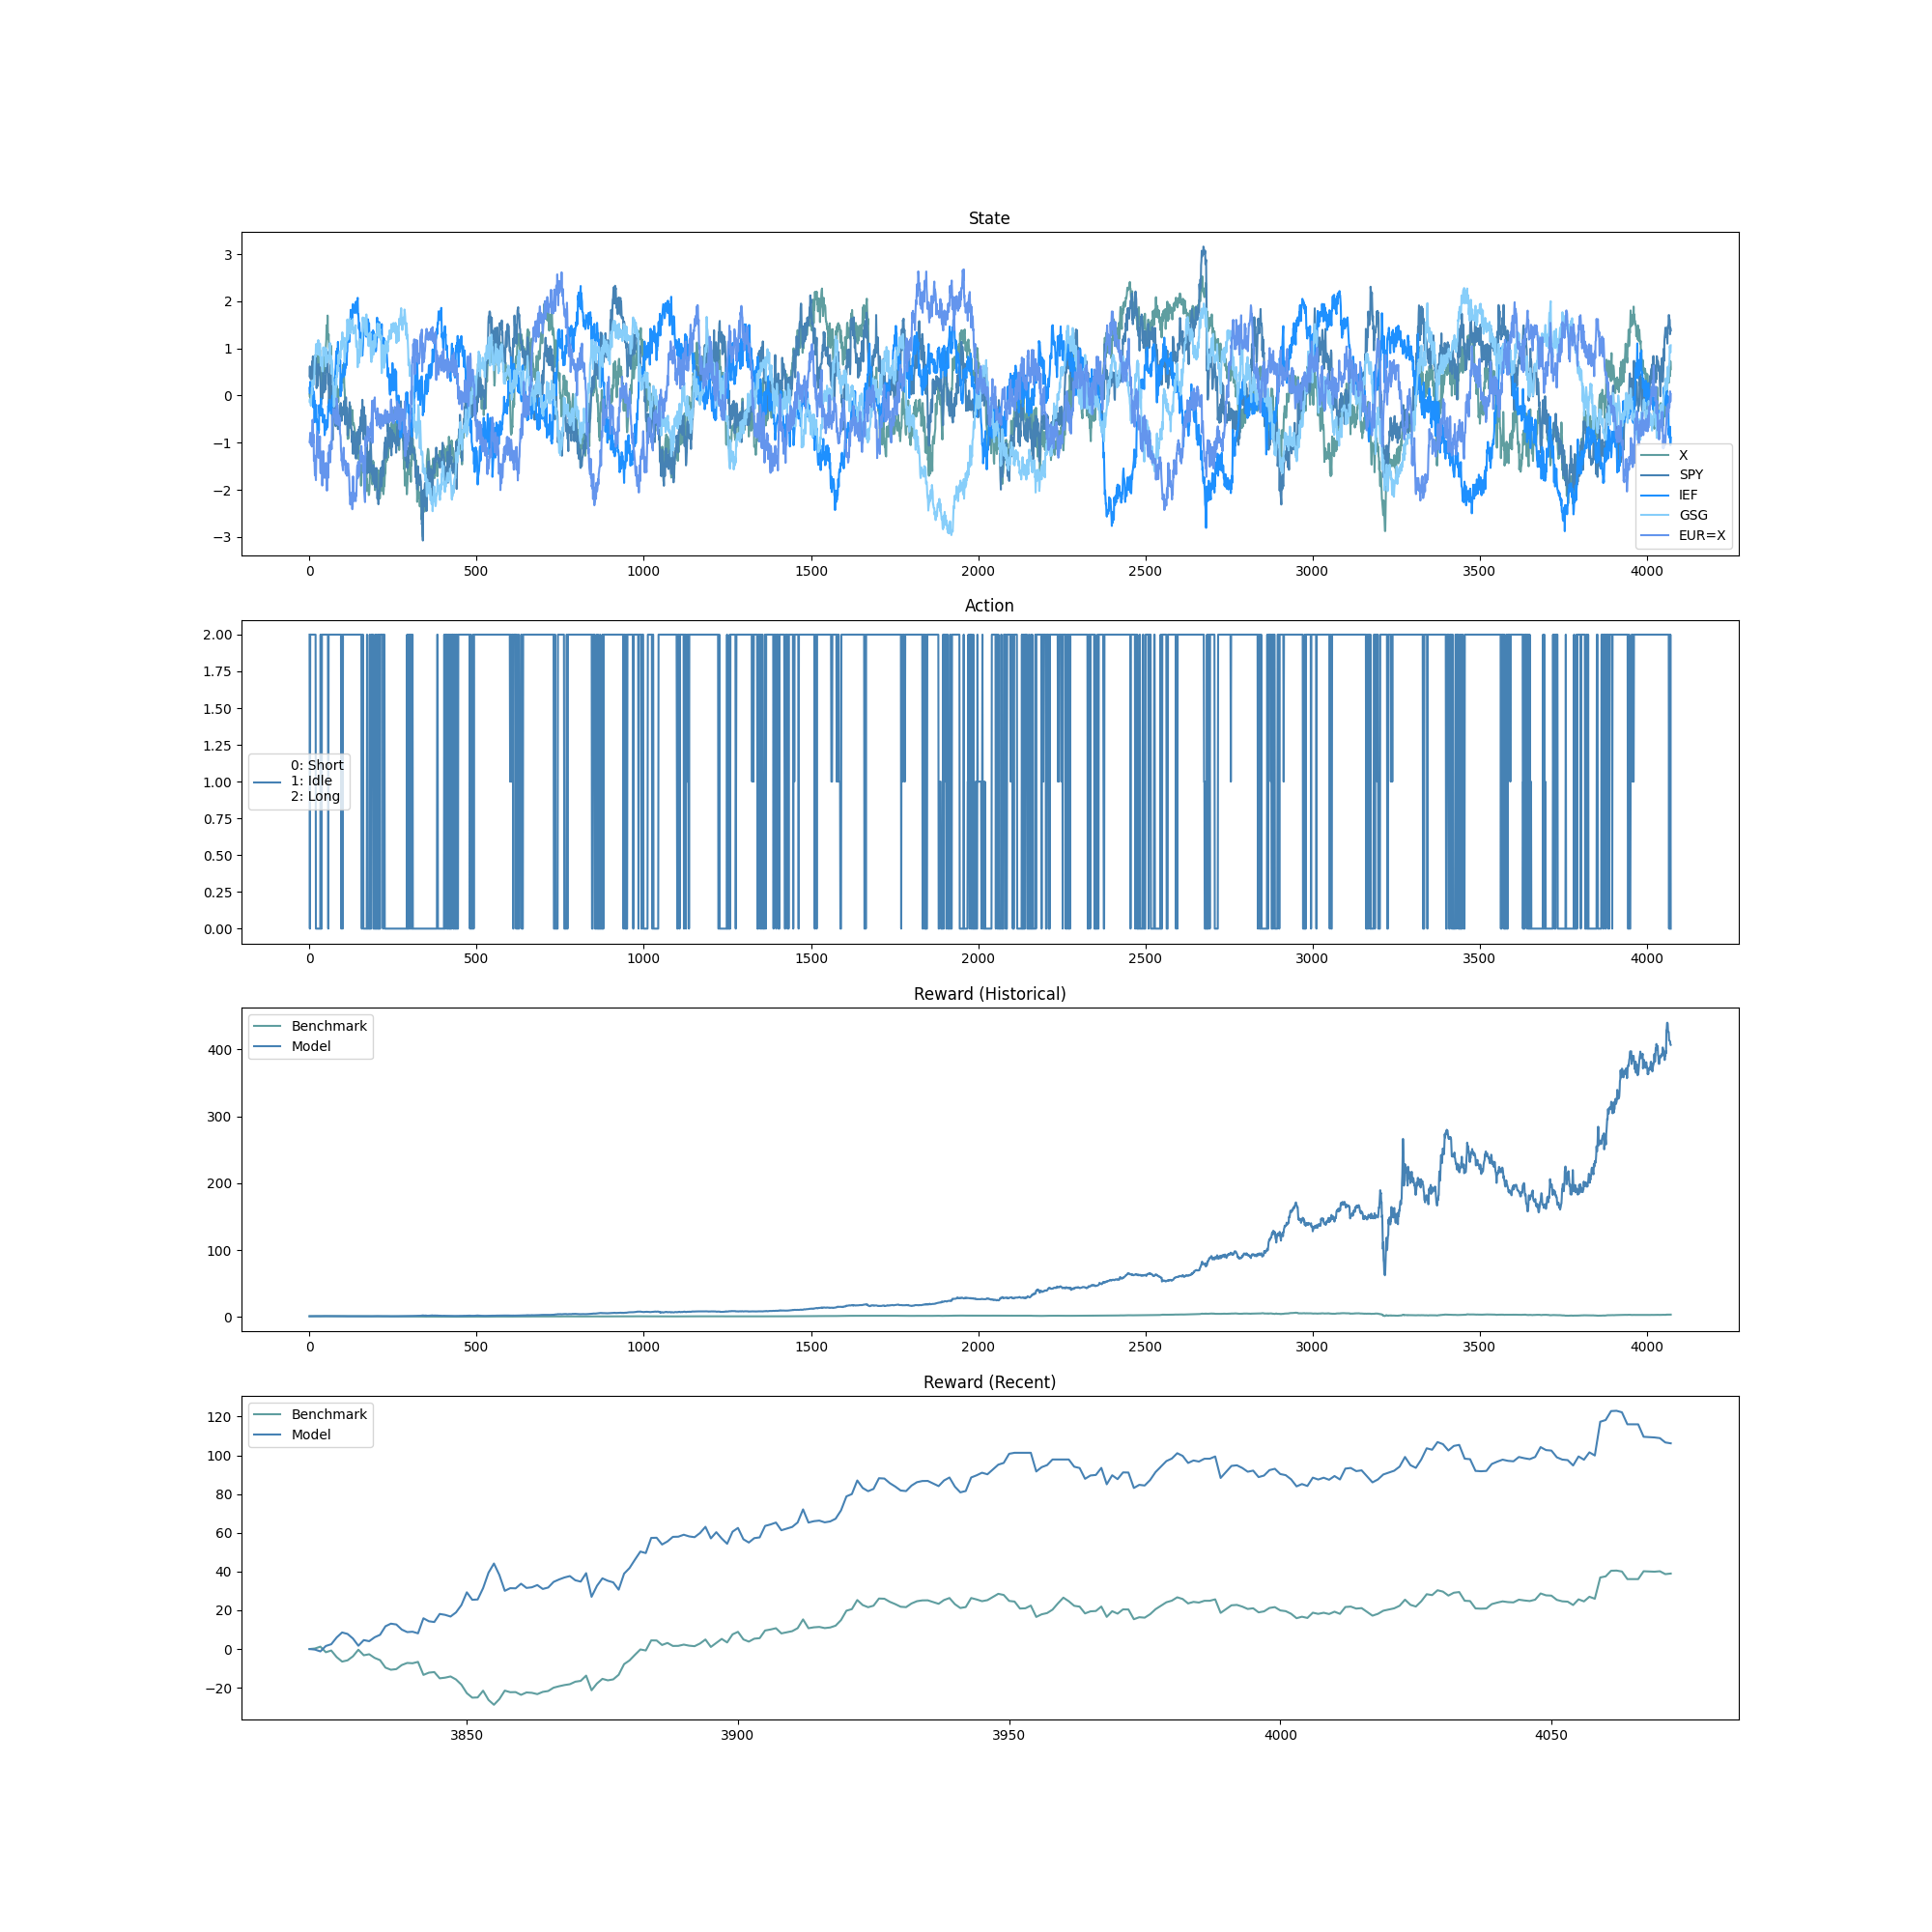 State
3
2
1
0
−1
−2
−3
X
SPY
IEF
GSG
EUR=X
0 500 1000 1500 2000 2500 3000 3500 4000
Action
2.00
1.75
1.50
1.25
1.00
0.75
0.50
0.25
0.00
0: Short
1: Idle
2: Long
0 500 1000 1500 2000 2500 3000 3500 4000
Reward (Historical)
Benchmark
Model
400
300
200
100
0
0 500 1000 1500 2000 2500 3000 3500 4000
Reward (Recent)
Benchmark
Model
120
100
80
60
40
20
0
−20
3850 3900 3950 4000 4050